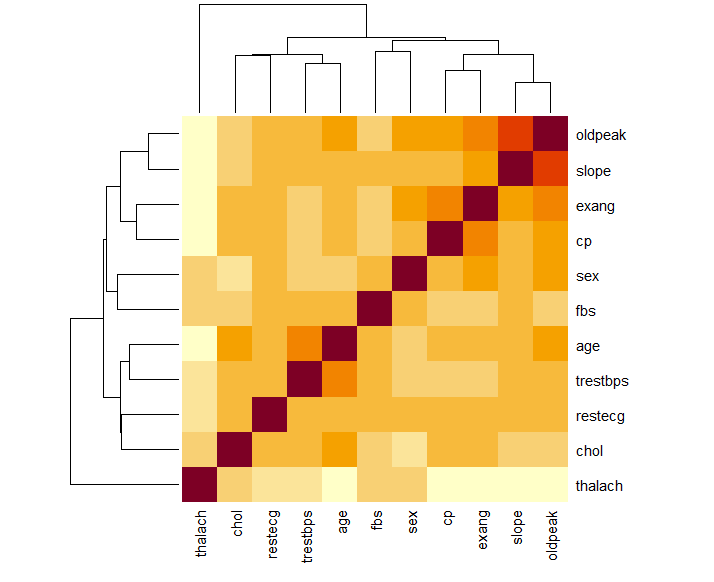 oldpeak
slope
exang
cp
sex
fbs
age
trestbps
restecg
chol
thalach
thalach
chol
restecg
trestbps
age
fbs
sex
cp
exang
slope
oldpeak